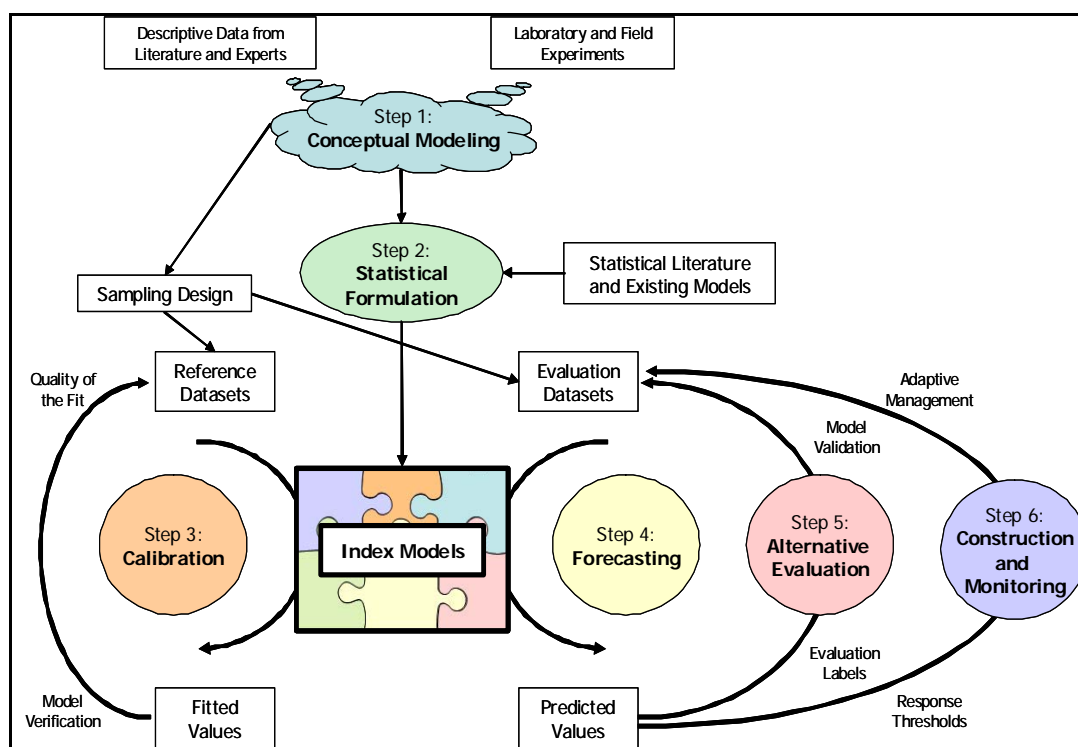 Descriptive Data from
Literature and Experts
Laboratory and Field
Experiments
Step 1:
Conceptual Modeling
Step 2:
Statistical
Formulation
Statistical Literature
and Existing Models
Sampling Design
Quality of
the Fit
Reference
Datasets
Evaluation
Datasets
Adaptive
Management
Model
Validation
Step 3:
Calibration
Index Models
Step 4:
Forecasting
Step 5:
Alternative
Evaluation
Step 6:
Construction
and
Monitoring
Model
Verification
Fitted
Values
Predicted
Values
Evaluation
Labels
Response
Thresholds